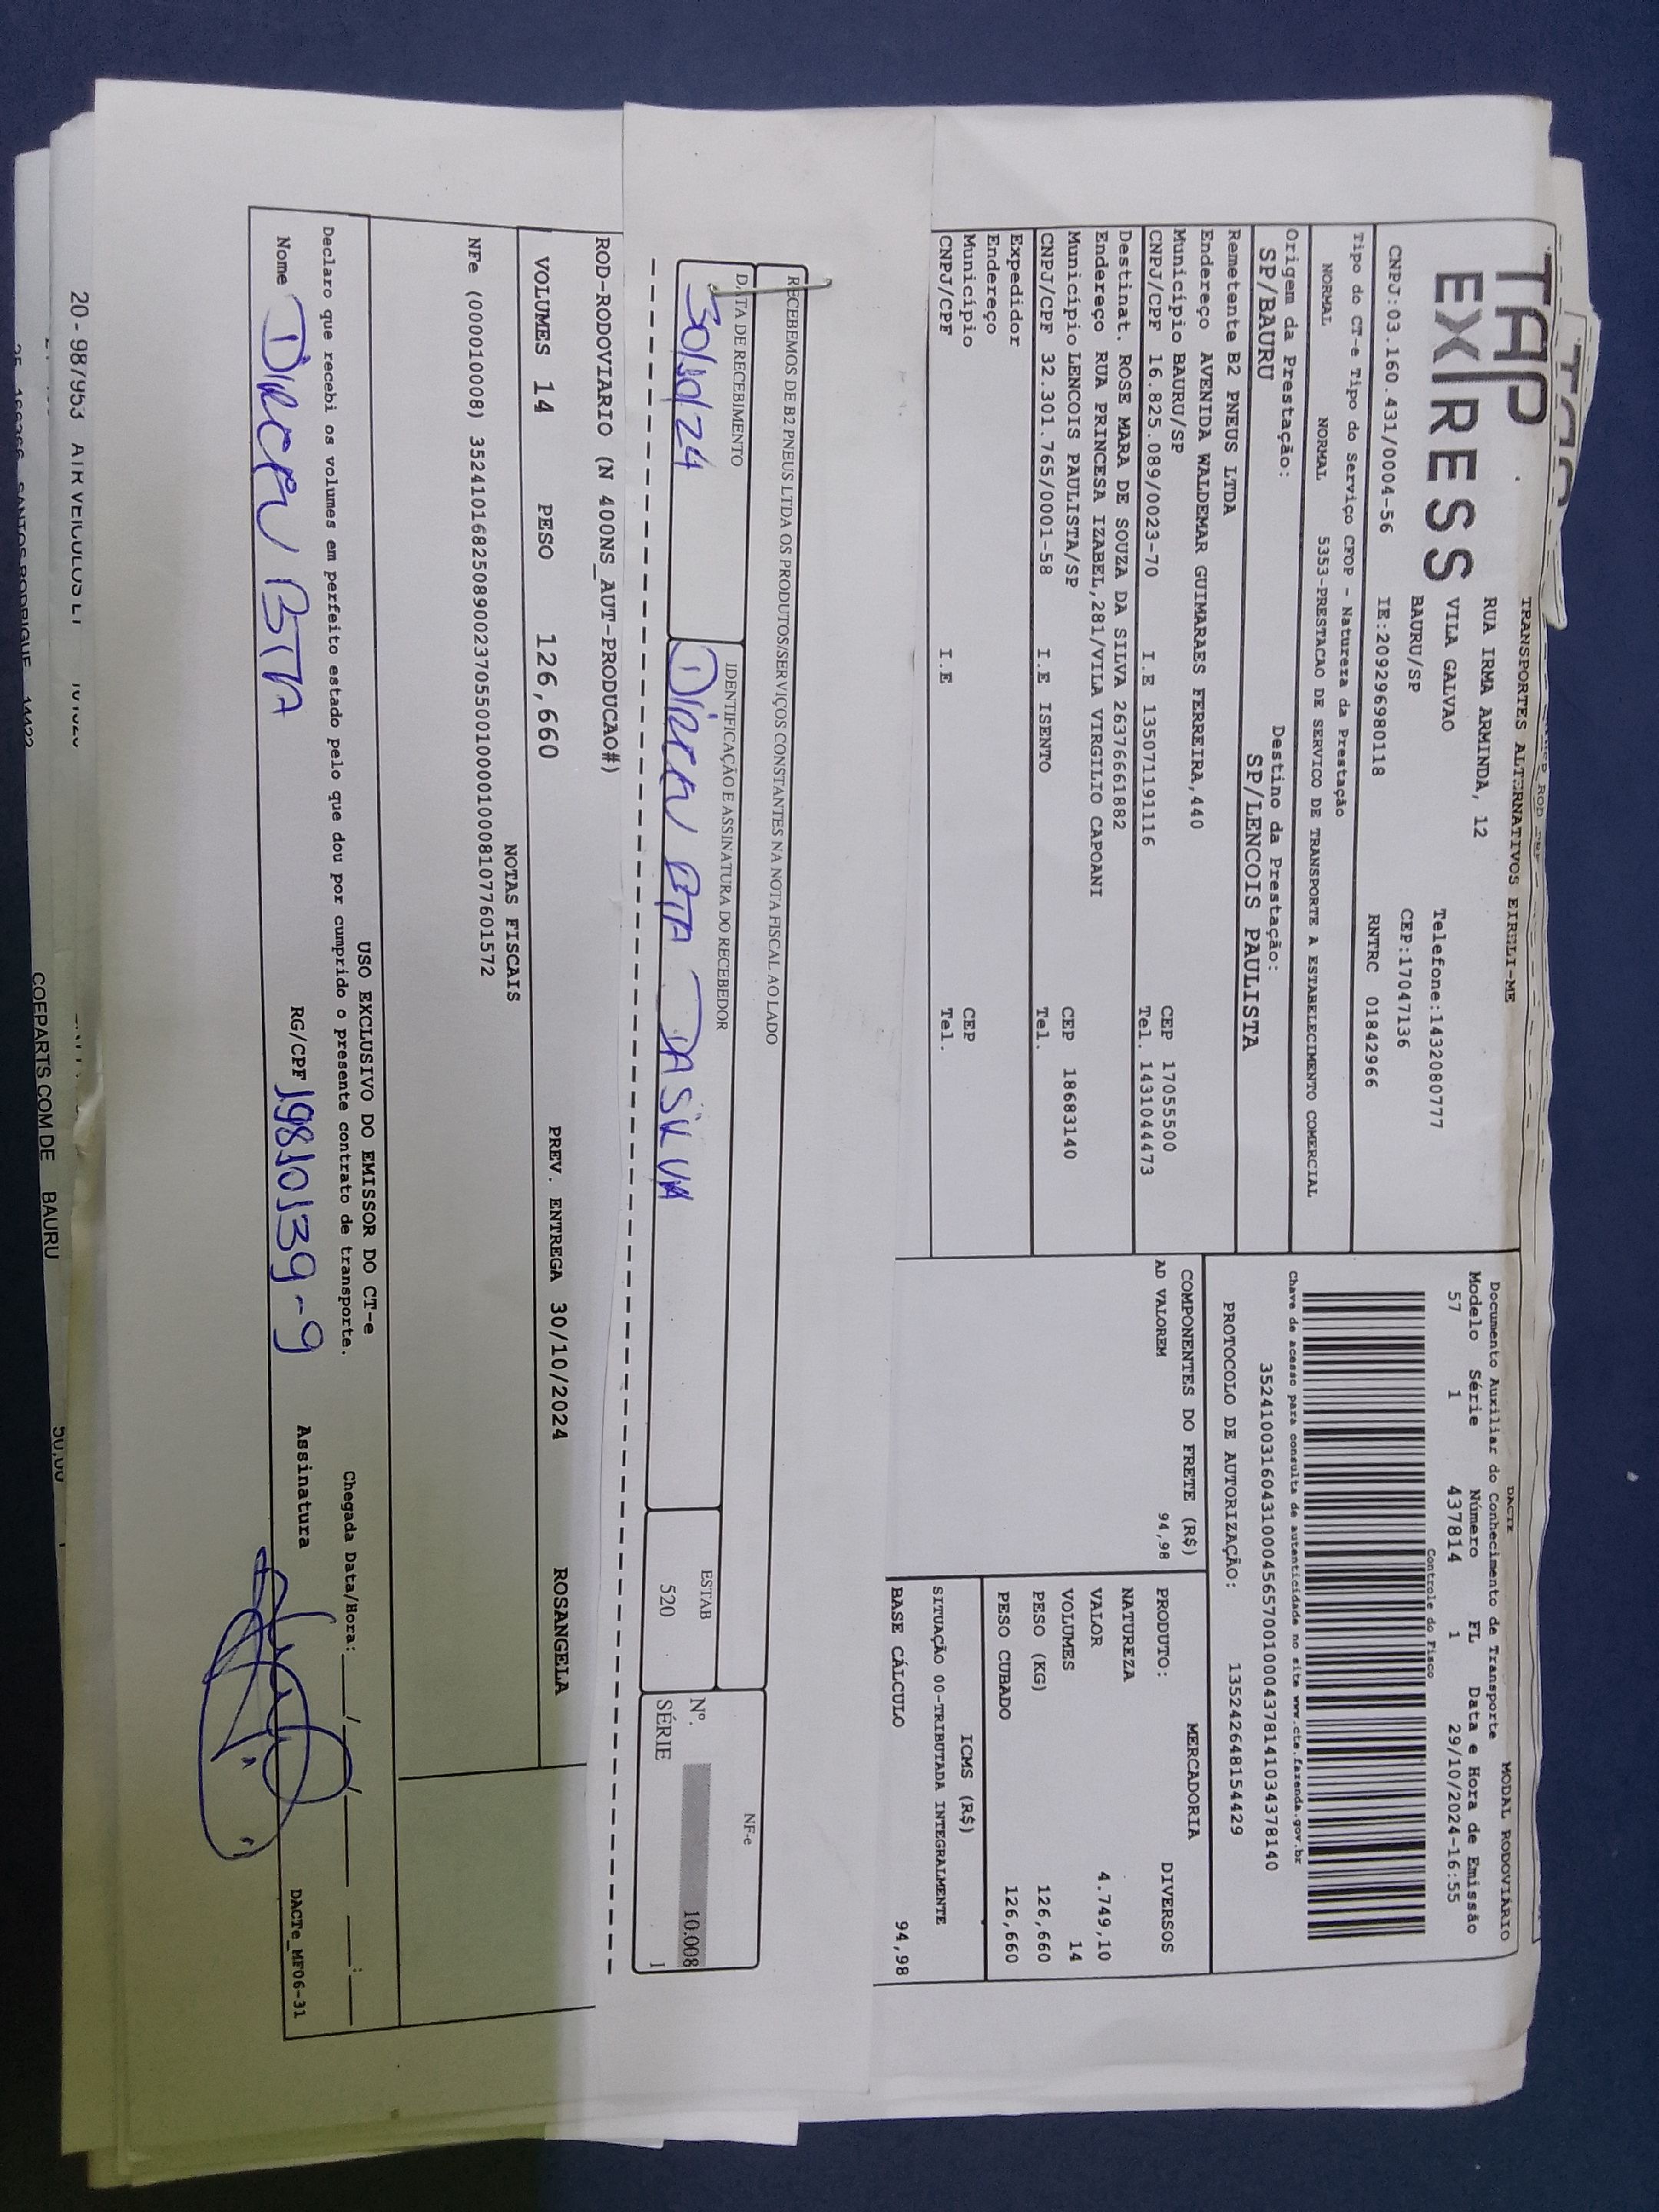 TAP
EXPRESS
TRANSPORTES ALTERNATIVOS EIRELI-ME
RUA IRMA ARMINDA, 12
VILA GALVAO Telefone:1432080777
BAURU/SP CEP:17047136
CNPJ:03.160.431/0004-56 IE:209296980118 RNTRC 01842966
Tipo do CT-e Tipo do Serviço CFOP - Natureza da Prestação
NORMAL NORMAL 5353-PRESTACAO DE SERVICO DE TRANSPORTE A ESTABELECIMENTO COMERCIAL
Origem da Prestação: Destino da Prestação:
SP/BAURU SP/LENCOIS PAULISTA
Remetente B2 PNEUS LTDA
Endereço AVENIDA WALDEMAR GUIMARAES FERREIRA,440
Município BAURU/SP CEP 17055500
CNPJ/CPF 16.825.089/0023-70 I.E 135071191116 Tel. 1431044473
Destinat. ROSE MARA DE SOUZA DA SILVA 26376661882
Endereço RUA PRINCESA IZABEL,281/VILA VIRGILIO CAPOANI
Município LENCOIS PAULISTA/SP CEP 18683140
CNPJ/CPF 32.301.765/0001-58 I.E ISENTO Tel.
Expedidor
Endereço
Município CEP
CNPJ/CPF I.E Tel.
DACTE MODAL RODOVIÁRIO
Documento Auxiliar do Conhecimento de Transporte
Modelo Série Número FL Data e Hora de Emissão
57 1 437814 1 29/10/2024-16:55
Controle do Fisco
Chave de acesso para consulta de autenticidade no site www.cte.fazenda.gov.br
35241003160431000456570010004378141034378140
PROTOCOLO DE AUTORIZAÇÃO: 135242648154429
COMPONENTES DO FRETE (R$)
AD VALOREM 94,98
MERCADORIA
PRODUTO: DIVERSOS
NATUREZA
VALOR 4.749,10
VOLUMES 14
PESO (KG) 126,660
PESO CUBADO 126,660
ICMS (R$)
SITUAÇÃO 00-TRIBUTADA INTEGRALMENTE
BASE CÁLCULO 94,98
RECEBEMOS DE B2 PNEUS LTDA OS PRODUTOS/SERVIÇOS CONSTANTES NA NOTA FISCAL AO LADO
DATA DE RECEBIMENTO IDENTIFICAÇÃO E ASSINATURA DO RECEBEDOR ESTAB NF-e
30/10/24 Dirceu BITA DA SILVA 520 Nº. 10.008
SÉRIE 1
ROD-RODOVIARIO (N 400NS_AUT-PRODUCAO#)
VOLUMES 14 PESO 126,660 PREV. ENTREGA 30/10/2024 ROSANGELA
NOTAS FISCAIS
NFe (000010008) 35241016825089002370550010000100081077601572
USO EXCLUSIVO DO EMISSOR DO CT-e
Declaro que recebi os volumes em perfeito estado pelo que dou por cumprido o presente contrato de transporte. Chegada Data/Hora: / / :
Nome Dirceu BITA RG/CPF 19810139-9 Assinatura
DACTe_MF06-31
20 - 987953 AIR VEICULOS LT
COEPARTS COM DE BAURU
50,00